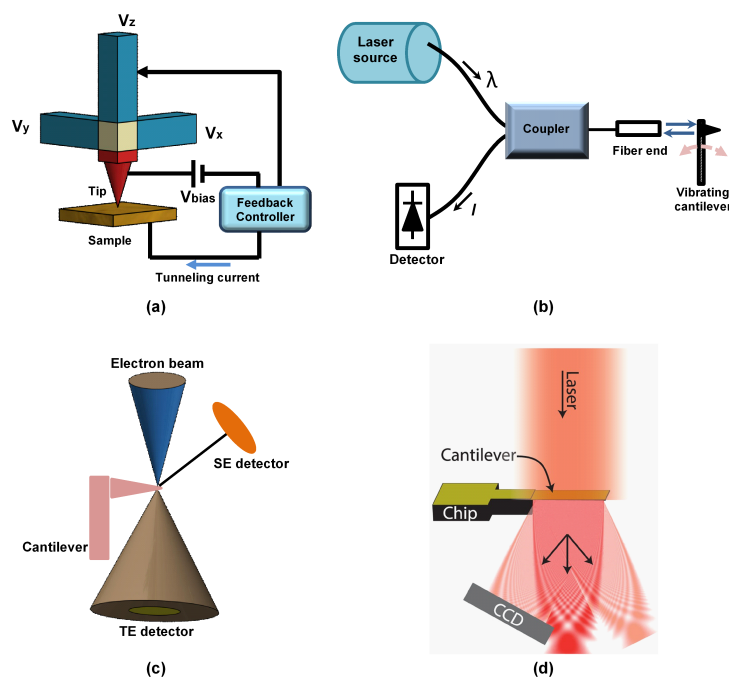 Vz
Vy
Vx
Tip
Vbias
Feedback
Controller
Sample
Tunneling current
(a)
Laser
source
λ
Coupler
Fiber end
Vibrating
cantilever
I
Detector
(b)
Electron beam
SE detector
Cantilever
TE detector
(c)
Laser
Cantilever
Chip
CCD
(d)